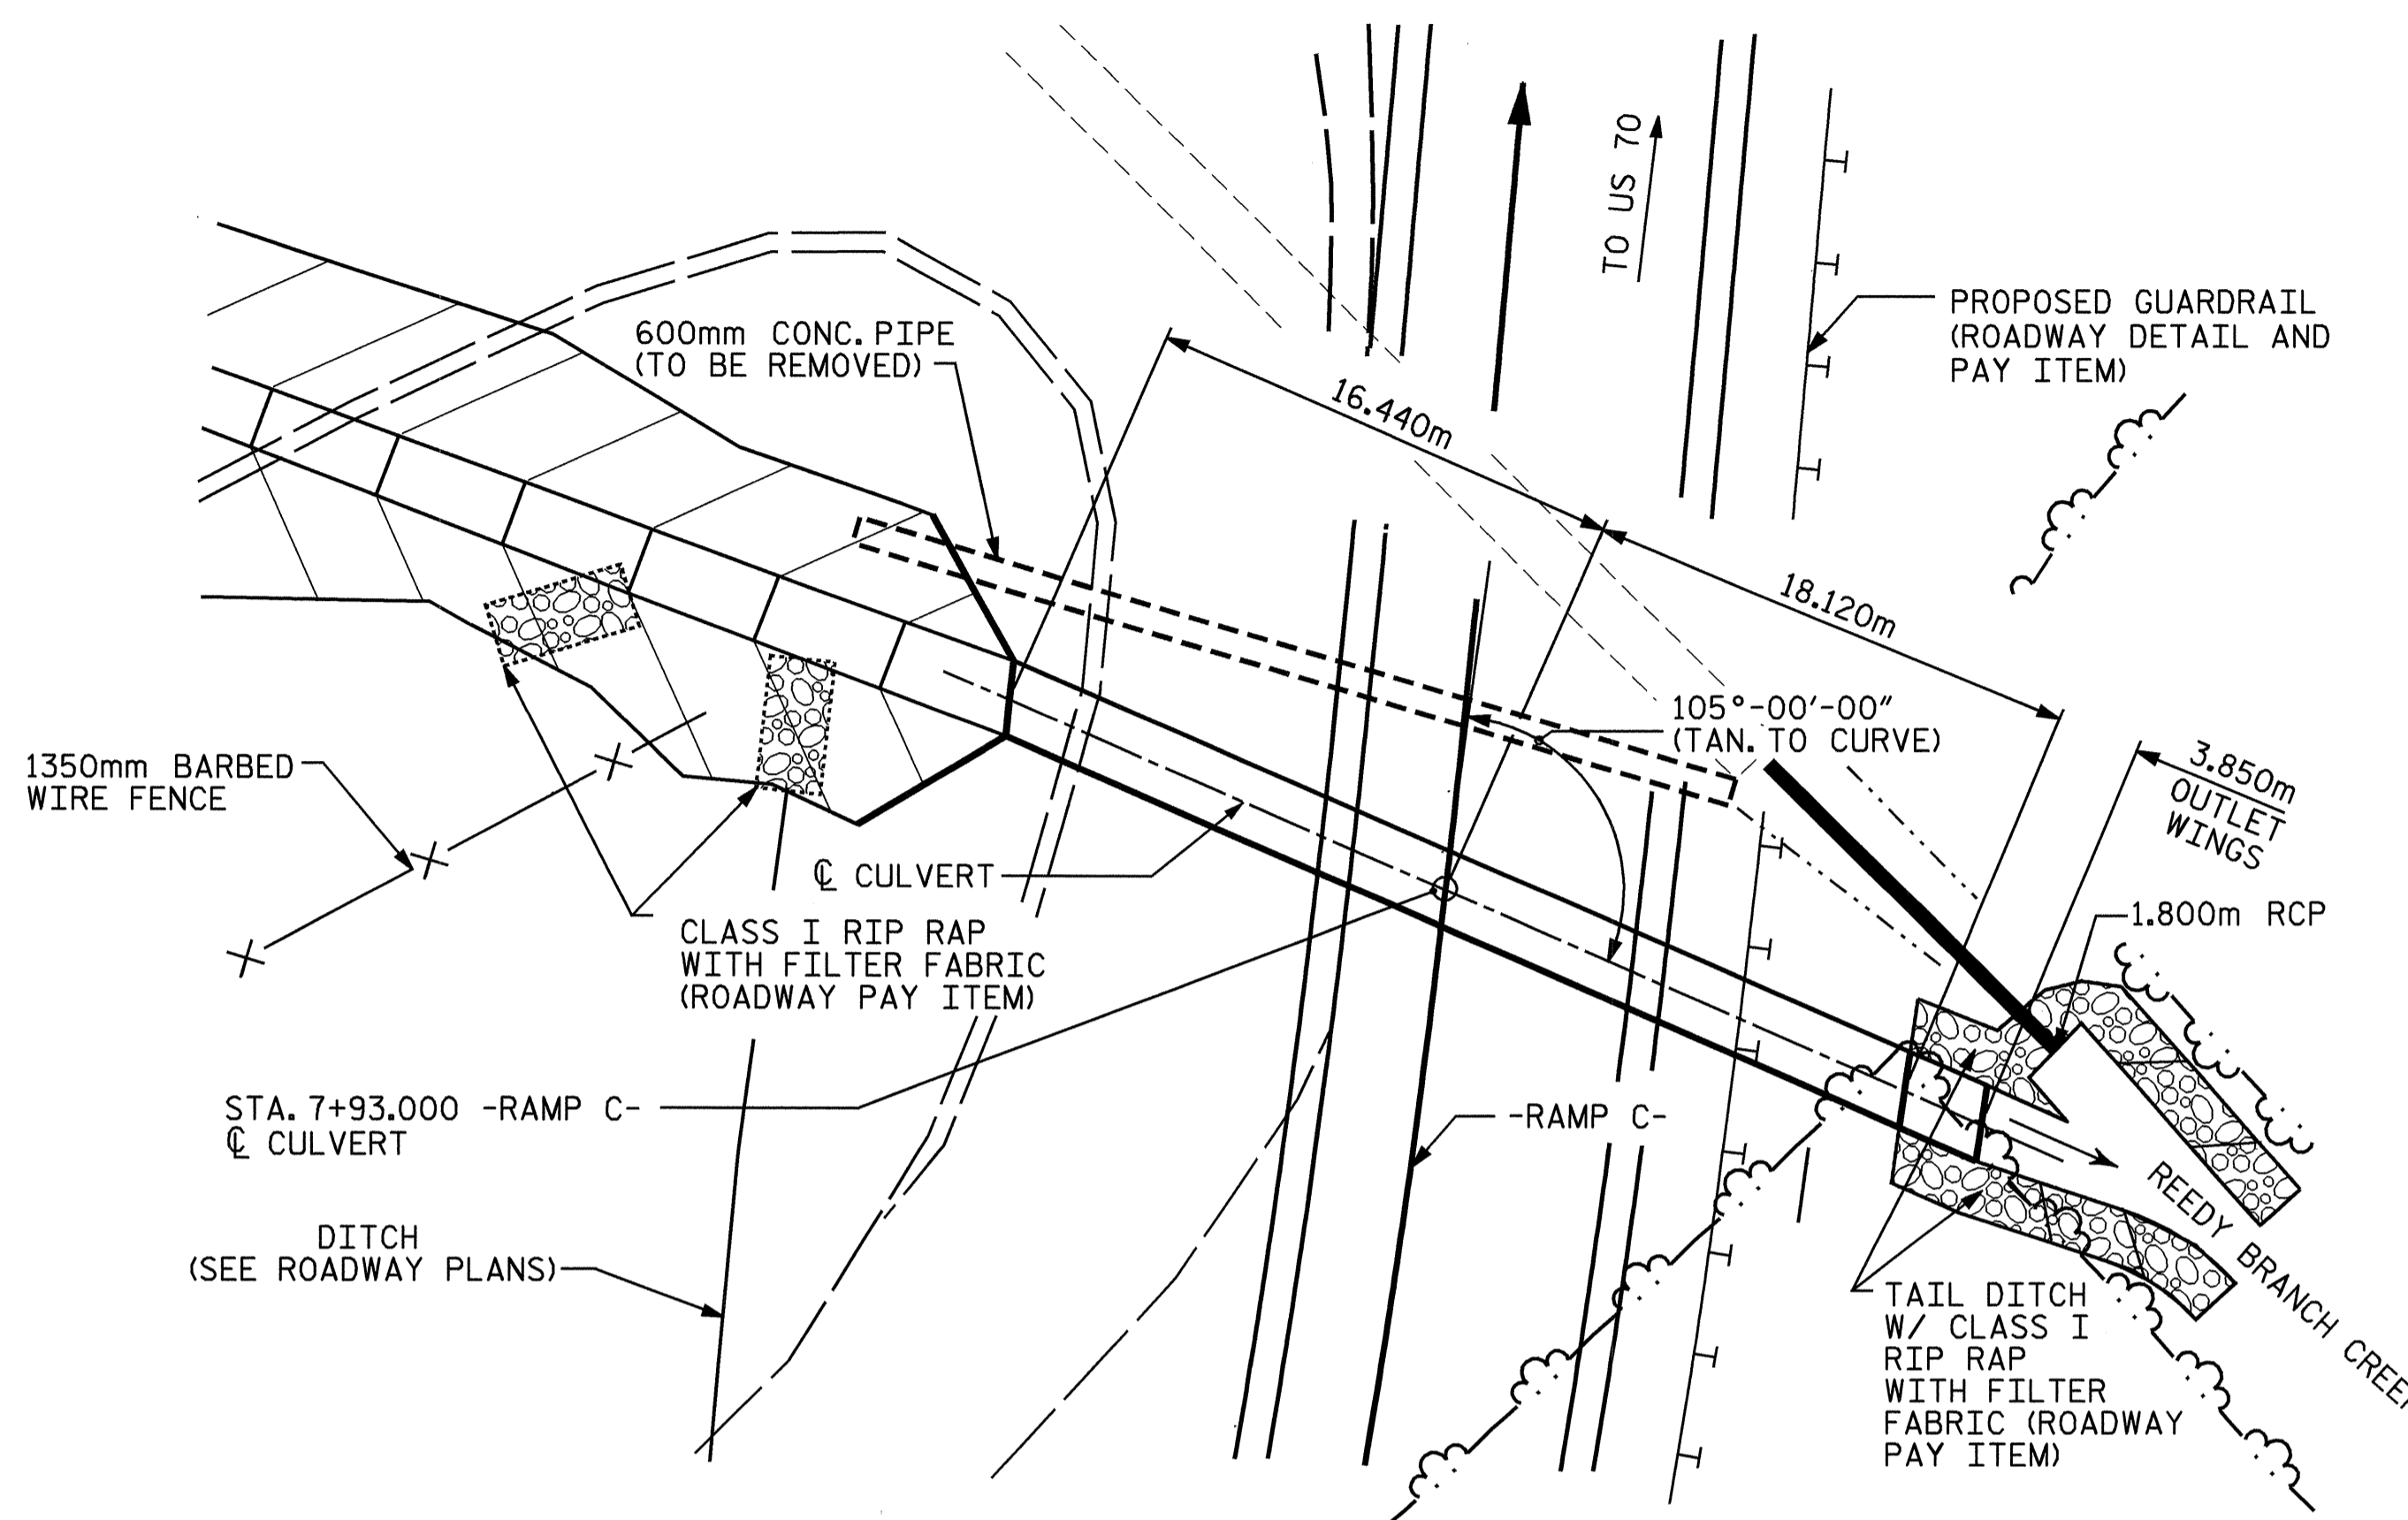 TO US 70
PROPOSED GUARDRAIL
(ROADWAY DETAIL AND
PAY ITEM)
600mm CONC. PIPE
(TO BE REMOVED)
16.440m
18.120m
105°-00'-00"
(TAN. TO CURVE)
3.850m
OUTLET
WINGS
1350mm BARBED
WIRE FENCE
℄ CULVERT
1.800m RCP
CLASS I RIP RAP
WITH FILTER FABRIC
(ROADWAY PAY ITEM)
STA. 7+93.000 -RAMP C-
℄ CULVERT
-RAMP C-
REEDY BRANCH CREEK
DITCH
(SEE ROADWAY PLANS)
TAIL DITCH
W/ CLASS I
RIP RAP
WITH FILTER
FABRIC (ROADWAY
PAY ITEM)